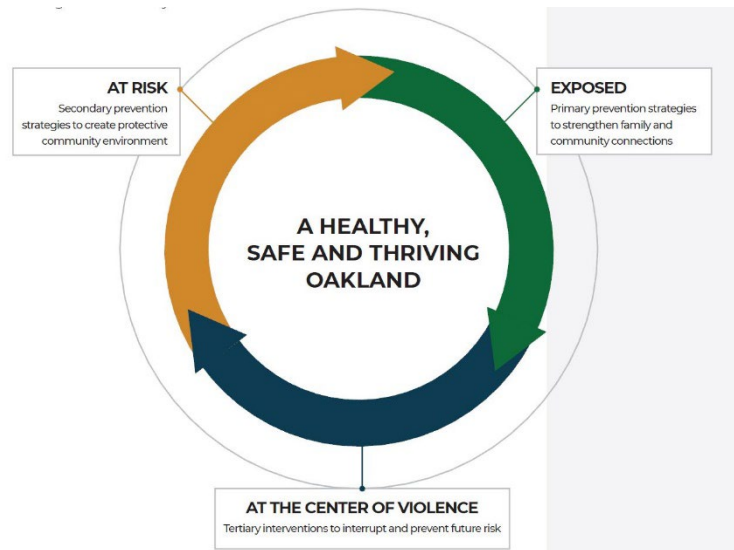 AT RISK
Secondary prevention
strategies to create protective
community environment
EXPOSED
Primary prevention strategies
to strengthen family and
community connections
A HEALTHY,
SAFE AND THRIVING
OAKLAND
AT THE CENTER OF VIOLENCE
Tertiary interventions to interrupt and prevent future risk